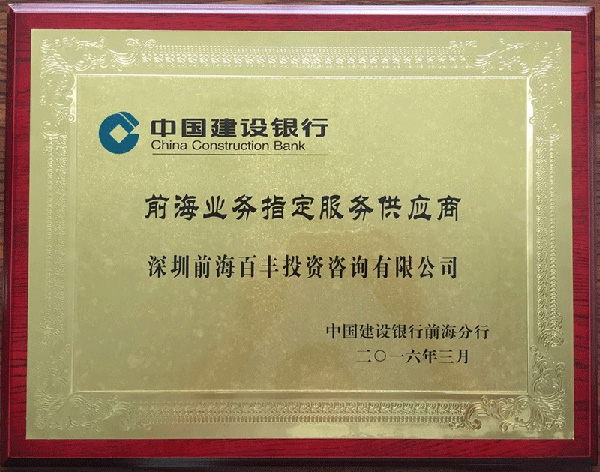 中国建设银行
China Construction Bank
前海业务指定服务供应商
深圳前海百丰投资咨询有限公司
中国建设银行前海分行
二〇一六年三月